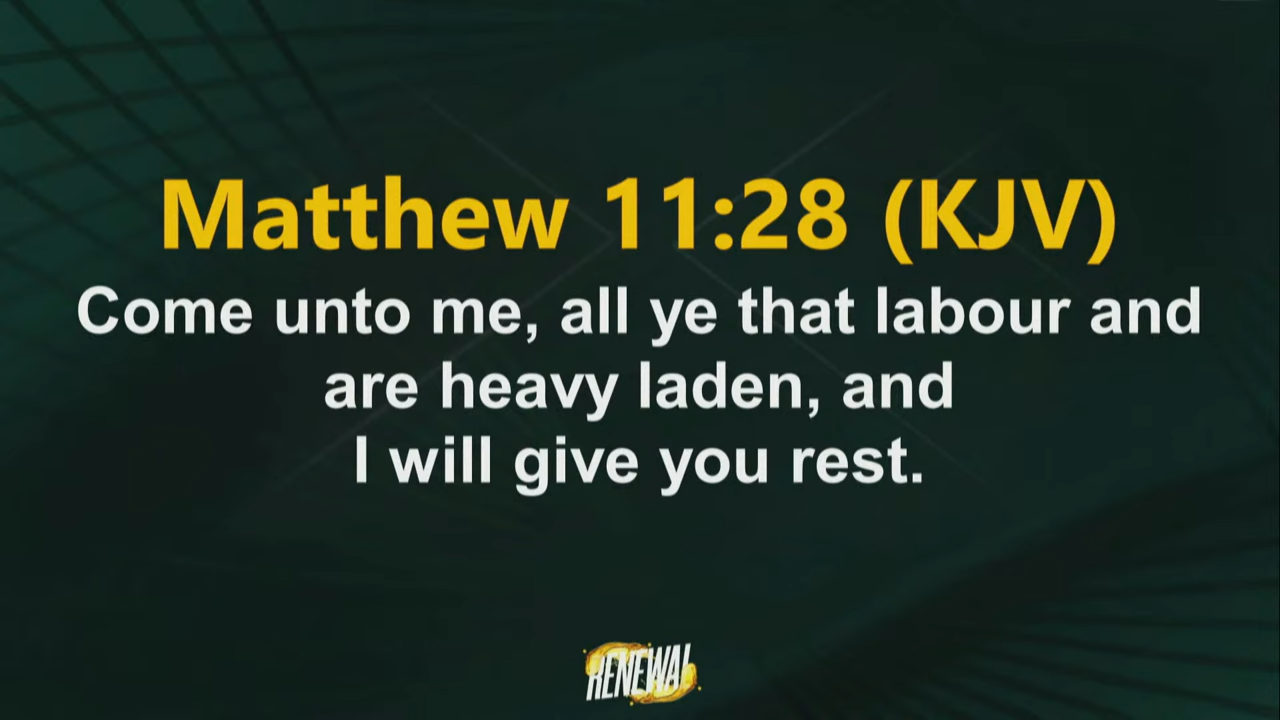 Matthew 11:28 (KJV)
Come unto me, all ye that labour and
are heavy laden, and
I will give you rest.
RENEWAL